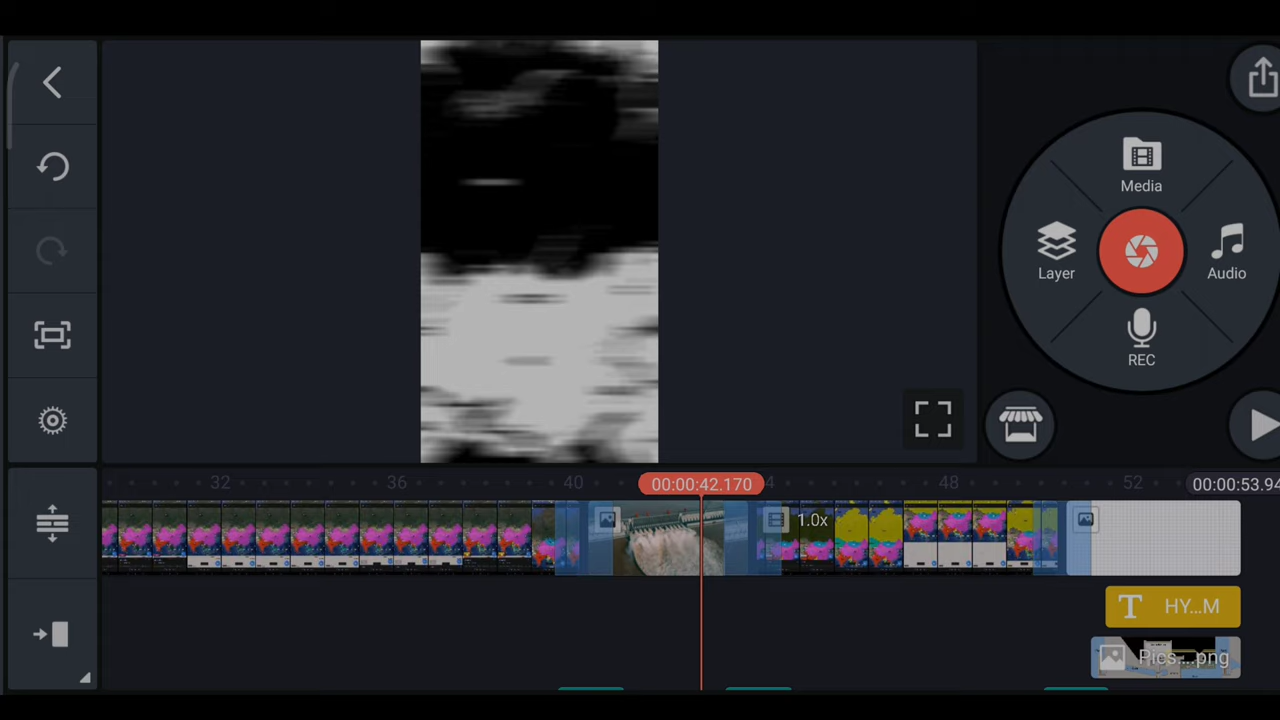 Media
Layer
Audio
REC
32
36
40
00:00:42.170
4
48
52
00:00:53.94
1.0x
T
HY...M
Pics....png